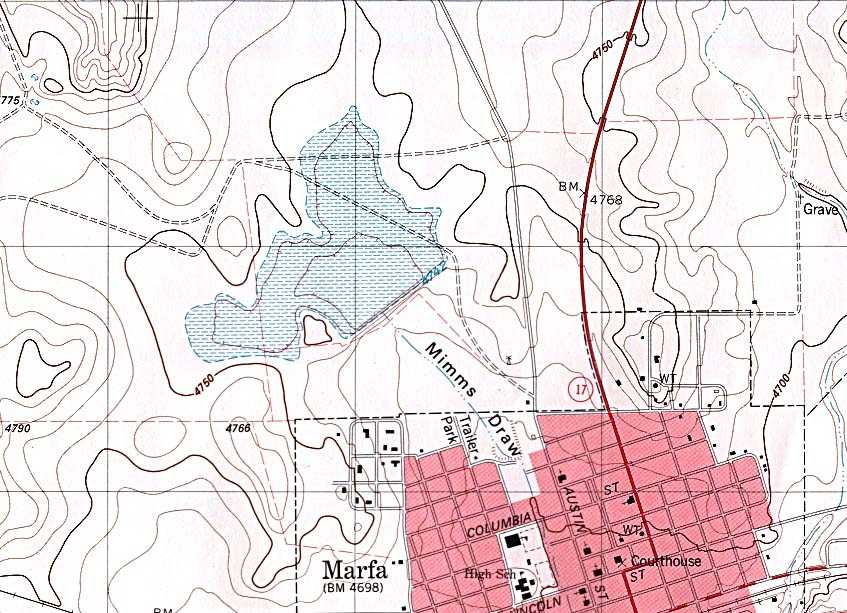 4750
775
BM
4768
Grave
4742
Mimms
Draw
4750
17
WT
4700
4790
4766
Trailer
Park
AUSTIN
ST
COLUMBIA
WT
Courthouse
ST
Marfa
(BM 4698)
High Sch
ST
LINCOLN
BM